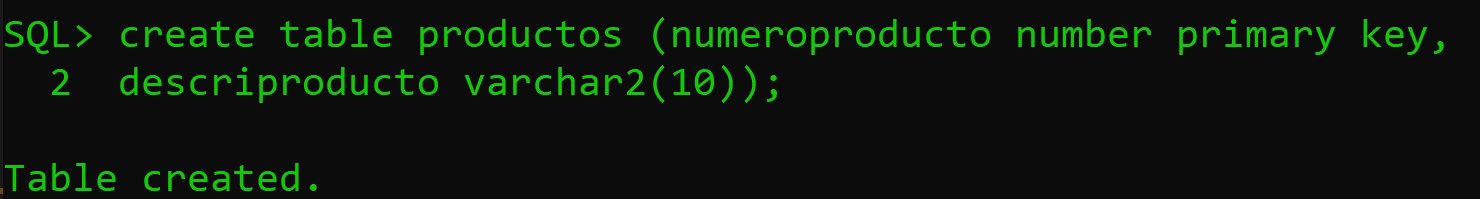 SQL> create table productos (numeroproducto number primary key,
  2  descriproducto varchar2(10));
Table created.